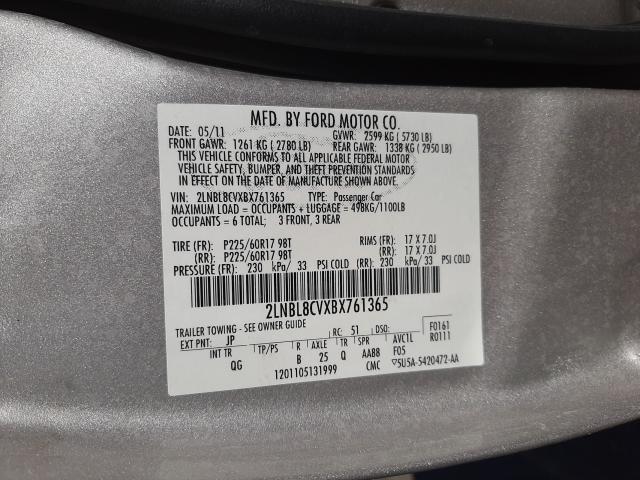 MFD. BY FORD MOTOR CO.
DATE: 05/11 GVWR: 2599 KG ( 5730 LB)
FRONT GAWR: 1261 KG ( 2780 LB) REAR GAWR: 1338 KG ( 2950 LB)
THIS VEHICLE CONFORMS TO ALL APPLICABLE FEDERAL MOTOR
VEHICLE SAFETY, BUMPER, AND THEFT PREVENTION STANDARDS
IN EFFECT ON THE DATE OF MANUFACTURE SHOWN ABOVE.
VIN: 2LNBL8CVXBX761365 TYPE: Passenger Car
MAXIMUM LOAD = OCCUPANTS + LUGGAGE = 498KG/1100LB
OCCUPANTS = 6 TOTAL; 3 FRONT, 3 REAR
TIRE (FR): P225/60R17 98T RIMS (FR): 17 X 7.0J
(RR): P225/60R17 98T (RR): 17 X 7.0J
PRESSURE (FR): 230 kPa/ 33 PSI COLD (RR): 230 kPa/ 33 PSI COLD
2LNBL8CVXBX761365
TRAILER TOWING - SEE OWNER GUIDE F0161
EXT PNT: JP RC: 51 DSO: R0111
INT TR TP/PS R AXLE TR SPR AVC1L
QG B 25 Q AA88 F05
1201105131999 CMC 5U5A-5420472-AA